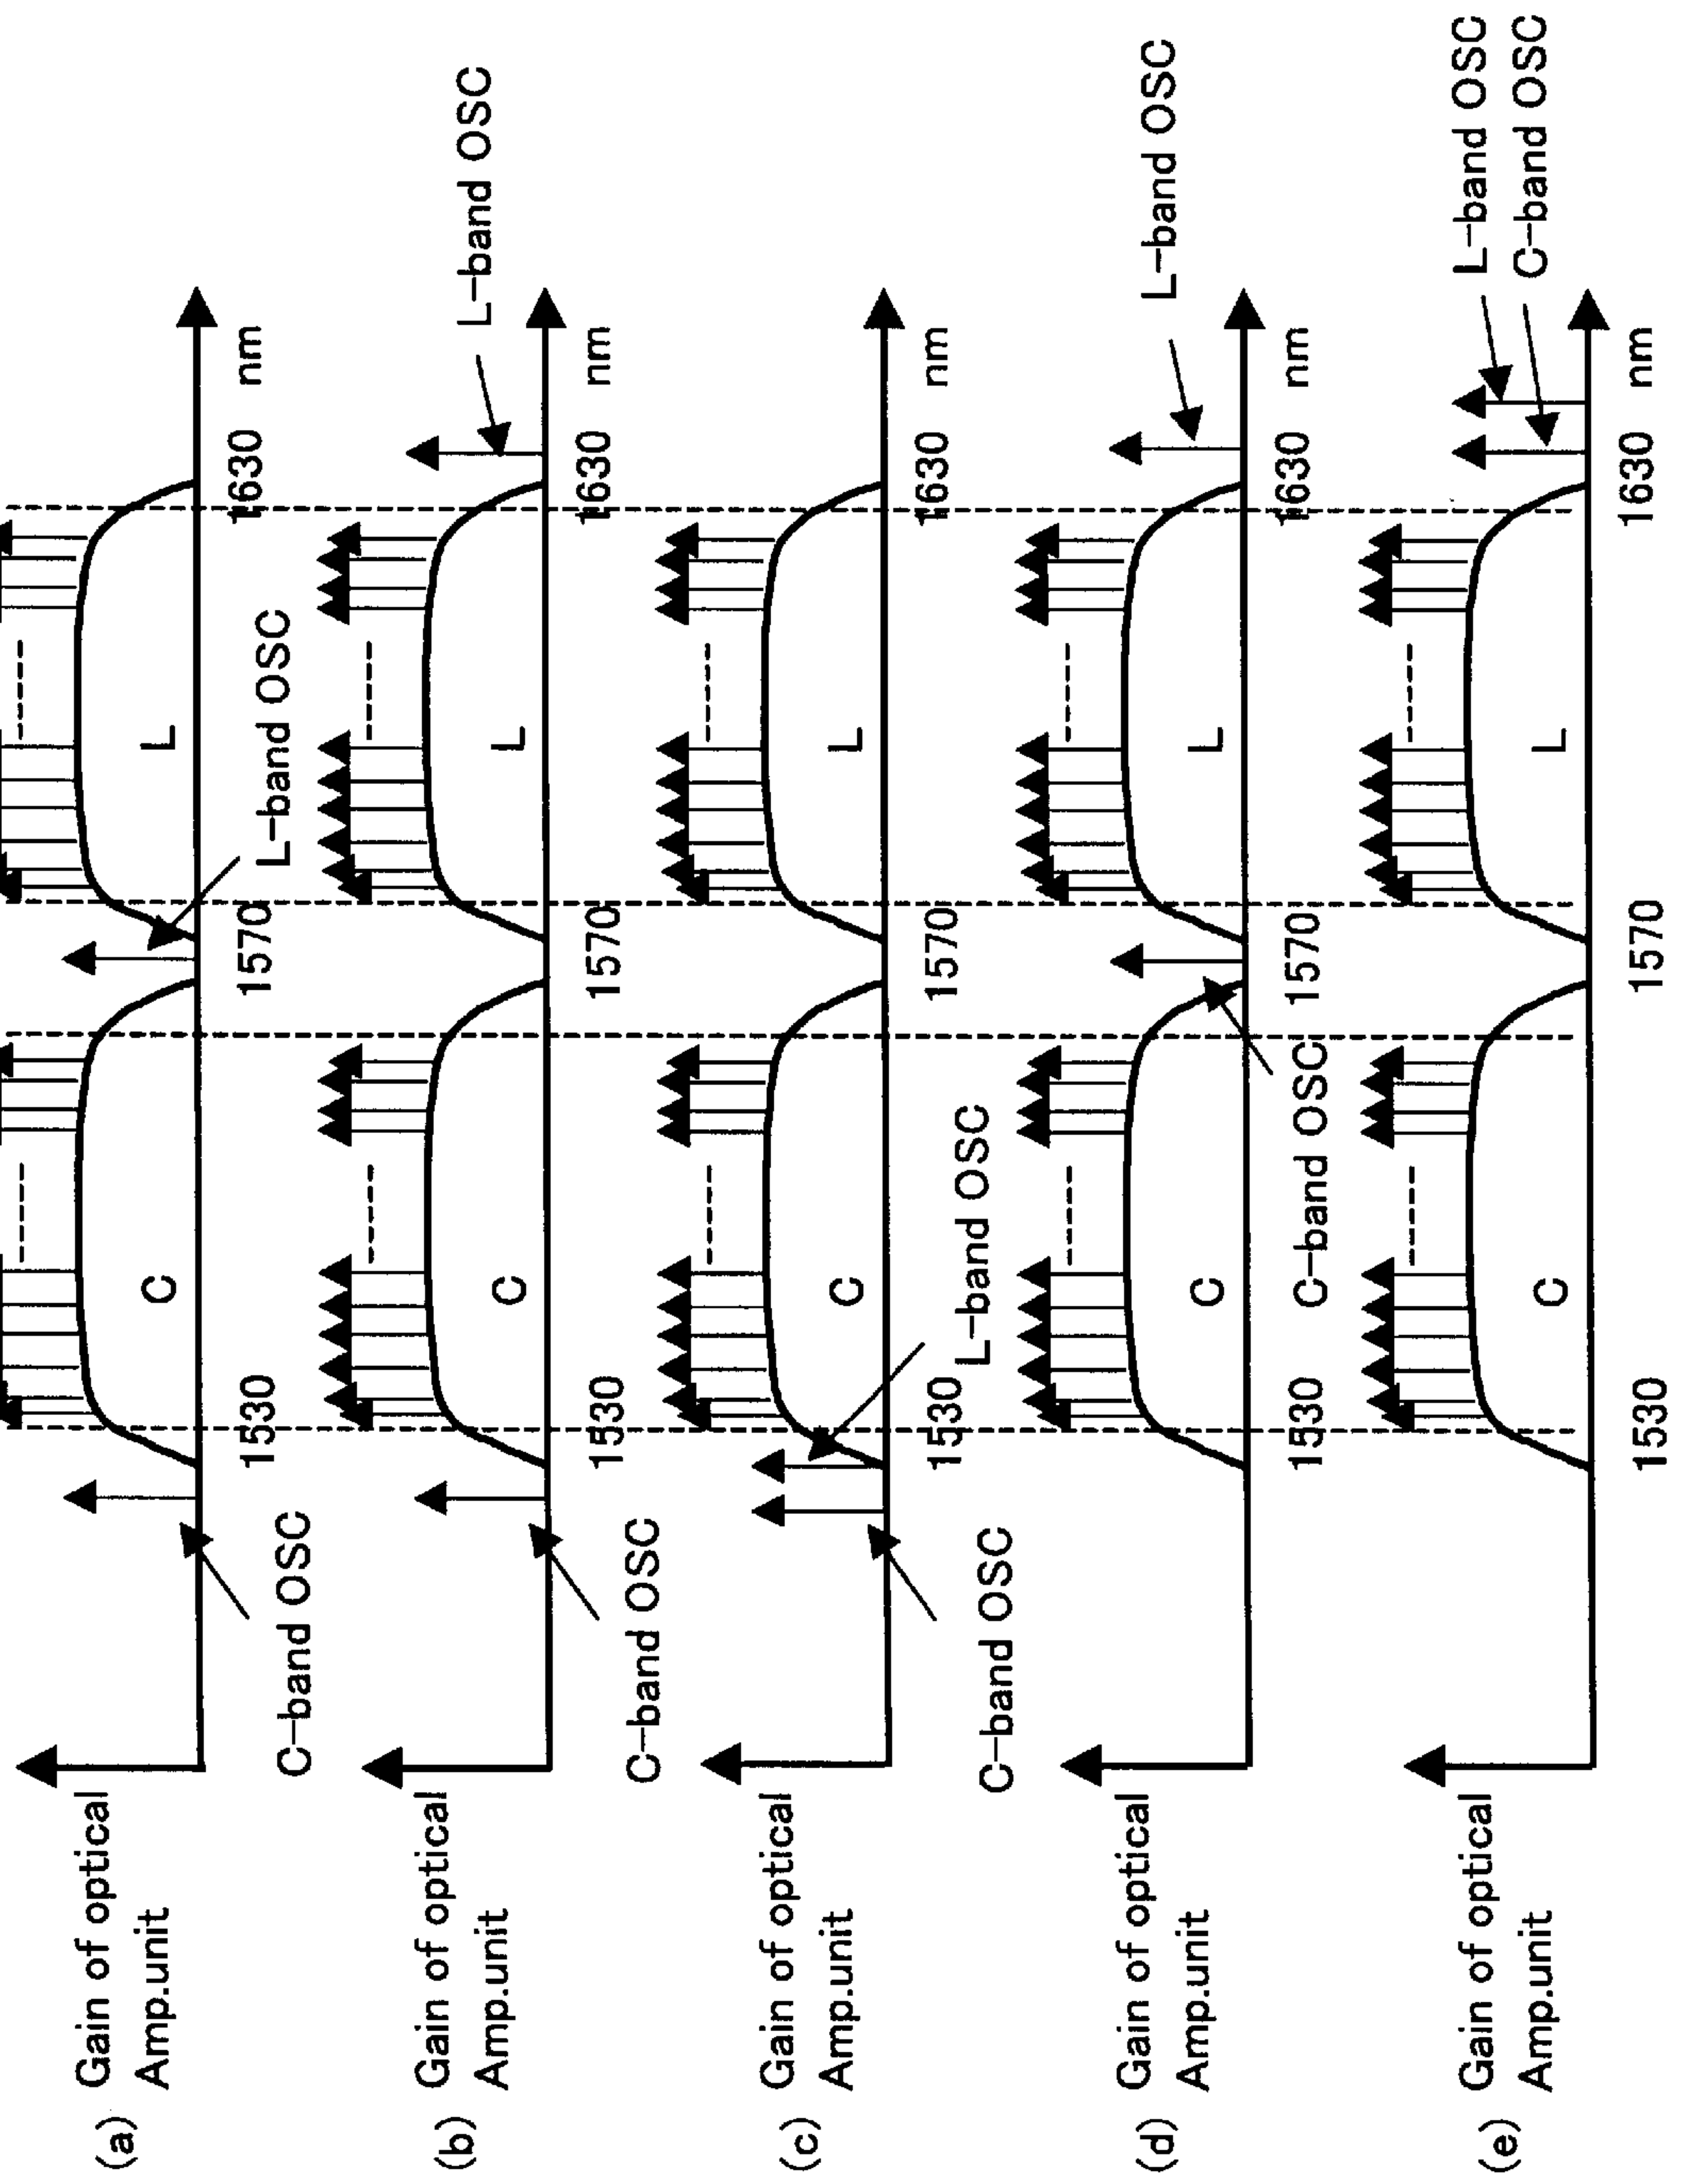 (a) Gain of optical
Amp.unit
C
L
1530
1570
1630 nm
C-band OSC
L-band OSC
(b) Gain of optical
Amp.unit
C
L
L-band OSC
1530
1570
1630 nm
C-band OSC
(c) Gain of optical
Amp.unit
C
L
1530
1570
1630 nm
L-band OSC
C-band OSC
(d) Gain of optical
Amp.unit
C
L
L-band OSC
1530
1570
1630 nm
C-band OSC
(e) Gain of optical
Amp.unit
C
L
L-band OSC
C-band OSC
1530
1570
1630 nm